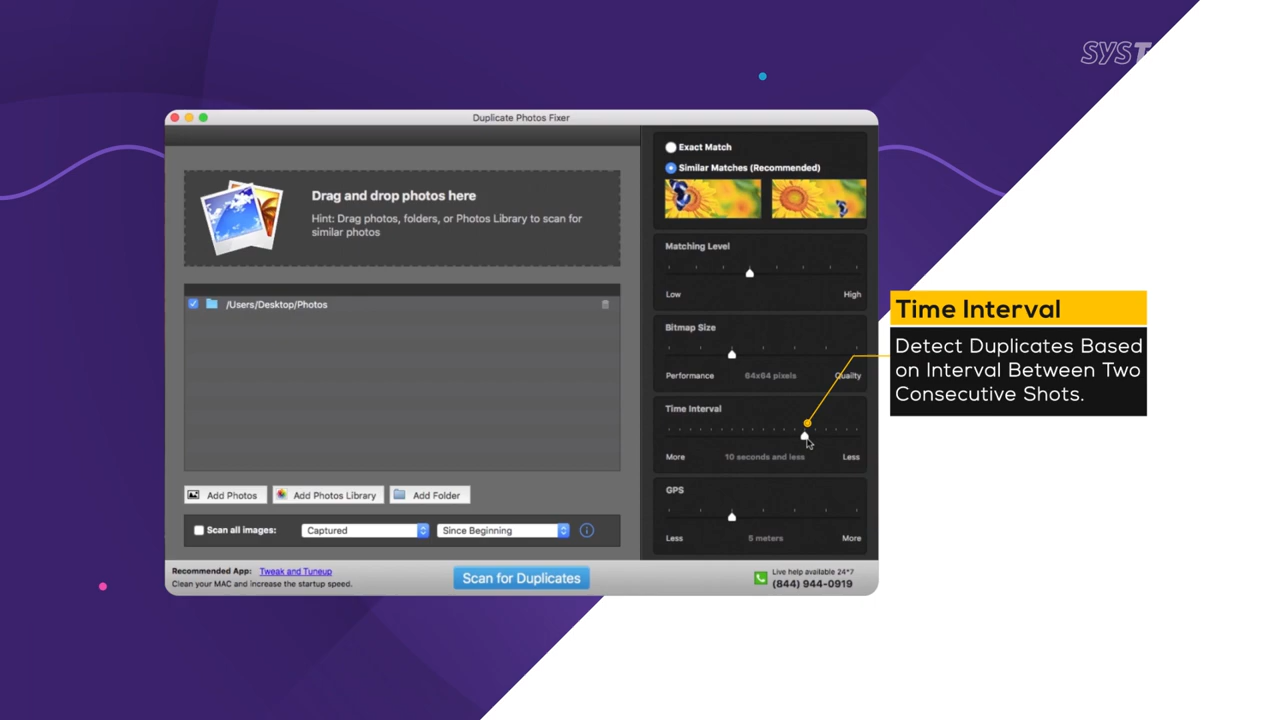 SYST
Duplicate Photos Fixer
Drag and drop photos here
Hint: Drag photos, folders, or Photos Library to scan for
similar photos
/Users/Desktop/Photos
Add Photos
Add Photos Library
Add Folder
Scan all images:
Captured
Since Beginning
Recommended App: Tweak and Tuneup
Clean your MAC and increase the startup speed.
Scan for Duplicates
Live help available 24*7
(844) 944-0919
Exact Match
Similar Matches (Recommended)
Matching Level
Low
High
Bitmap Size
Performance
64x64 pixels
Quailty
Time Interval
More
10 seconds and less
Less
GPS
Less
5 meters
More
Time Interval
Detect Duplicates Based
on Interval Between Two
Consecutive Shots.